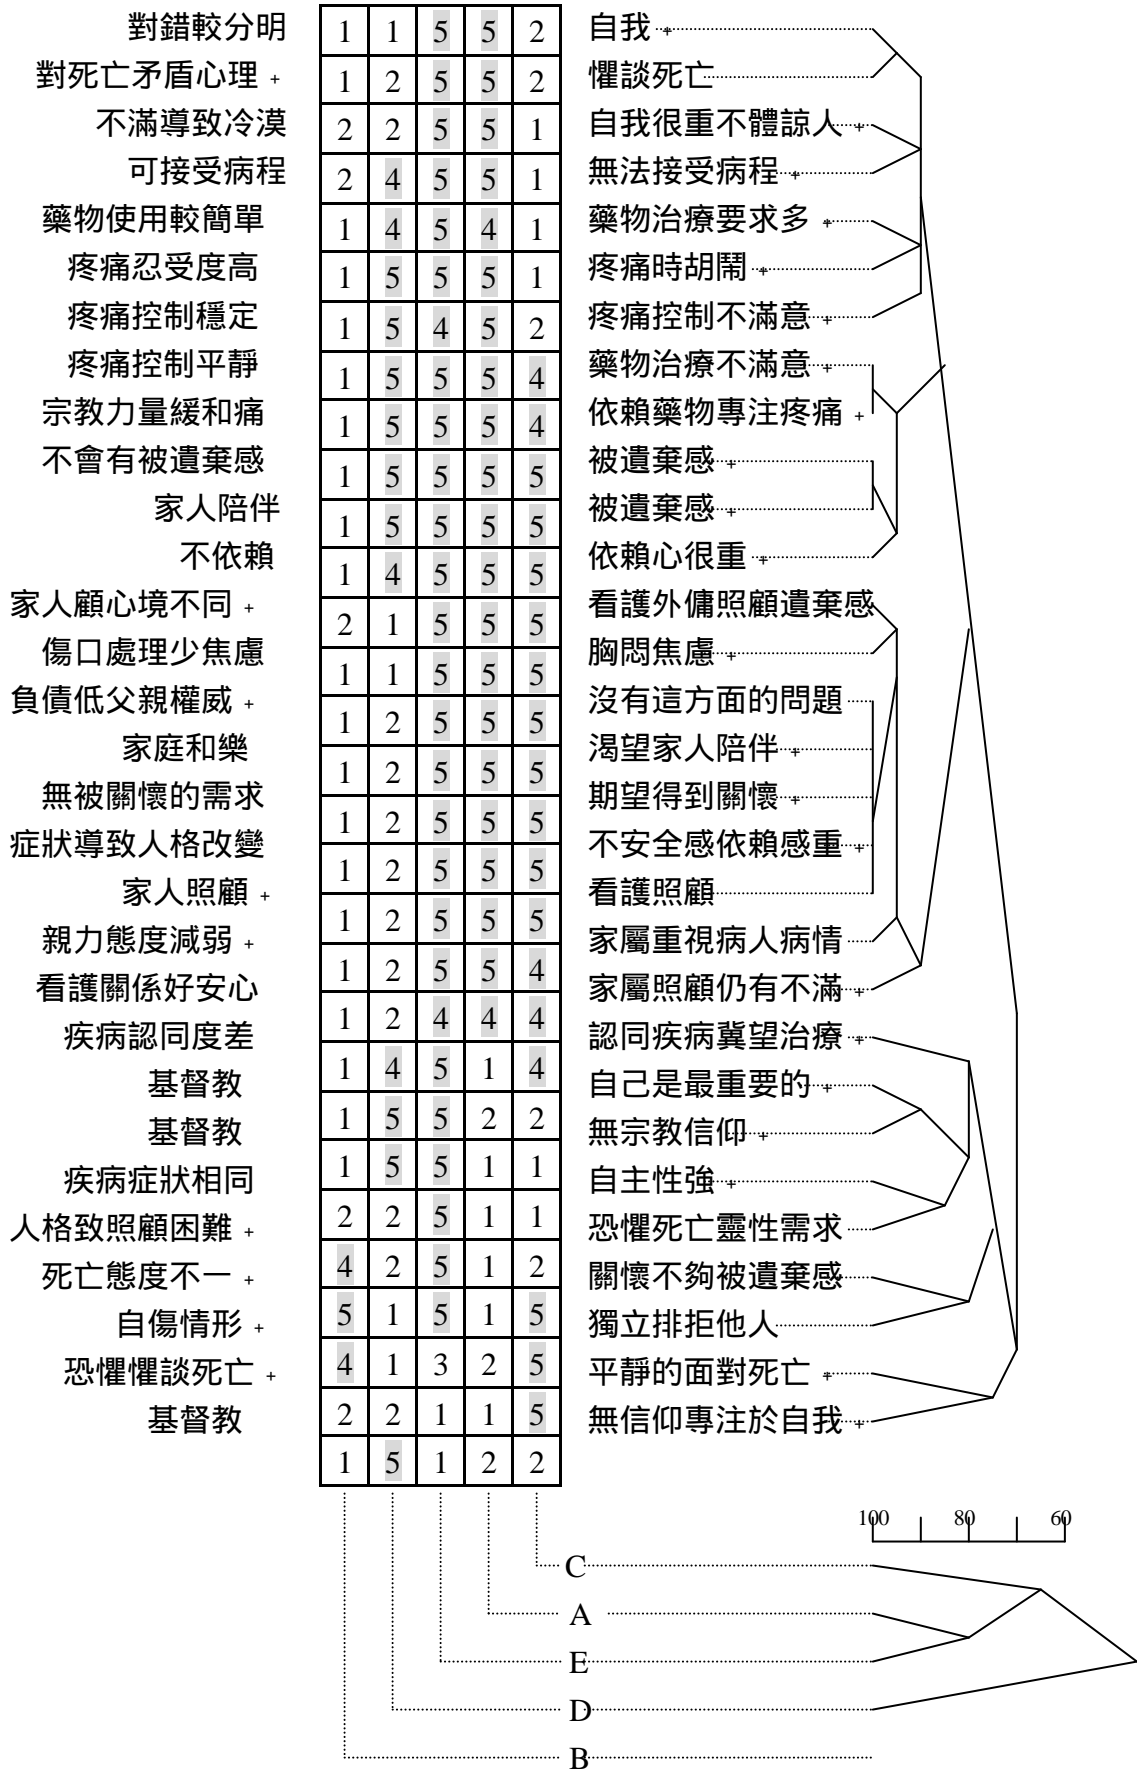 對錯較分明 1 1 5 5 2 自我 +
對死亡矛盾心理 + 1 2 5 5 2 懼談死亡
不滿導致冷漠 2 2 5 5 1 自我很重不體諒人 +
可接受病程 2 4 5 5 1 無法接受病程 +
藥物使用較簡單 1 4 5 4 1 藥物治療要求多 +
疼痛忍受度高 1 5 5 5 1 疼痛時胡鬧 +
疼痛控制穩定 1 5 4 5 2 疼痛控制不滿意 +
疼痛控制平靜 1 5 5 5 4 藥物治療不滿意 +
宗教力量緩和痛 1 5 5 5 4 依賴藥物專注疼痛 +
不會有被遺棄感 1 5 5 5 5 被遺棄感 +
家人陪伴 1 5 5 5 5 被遺棄感 +
不依賴 1 4 5 5 5 依賴心很重 +
家人顧心境不同 + 2 1 5 5 5 看護外傭照顧遺棄感
傷口處理少焦慮 1 1 5 5 5 胸悶焦慮 +
負債低父親權威 + 1 2 5 5 5 沒有這方面的問題
家庭和樂 1 2 5 5 5 渴望家人陪伴 +
無被關懷的需求 1 2 5 5 5 期望得到關懷 +
症狀導致人格改變 1 2 5 5 5 不安全感依賴感重 +
家人照顧 + 1 2 5 5 5 看護照顧
親力態度減弱 + 1 2 5 5 4 家屬重視病人病情
看護關係好安心 1 2 4 4 4 家屬照顧仍有不滿 +
疾病認同度差 1 4 5 1 4 認同疾病冀望治療 +
基督教 1 5 5 2 2 自己是最重要的 +
基督教 1 5 5 1 1 無宗教信仰 +
疾病症狀相同 2 2 5 1 1 自主性強 +
人格致照顧困難 + 4 2 5 1 2 恐懼死亡靈性需求
死亡態度不一 + 5 1 5 1 5 關懷不夠被遺棄感
自傷情形 + 4 1 3 2 5 獨立排拒他人
恐懼懼談死亡 + 2 2 1 1 5 平靜的面對死亡 +
基督教 1 5 1 2 2 無信仰專注於自我 +
100 80 60
C
A
E
D
B